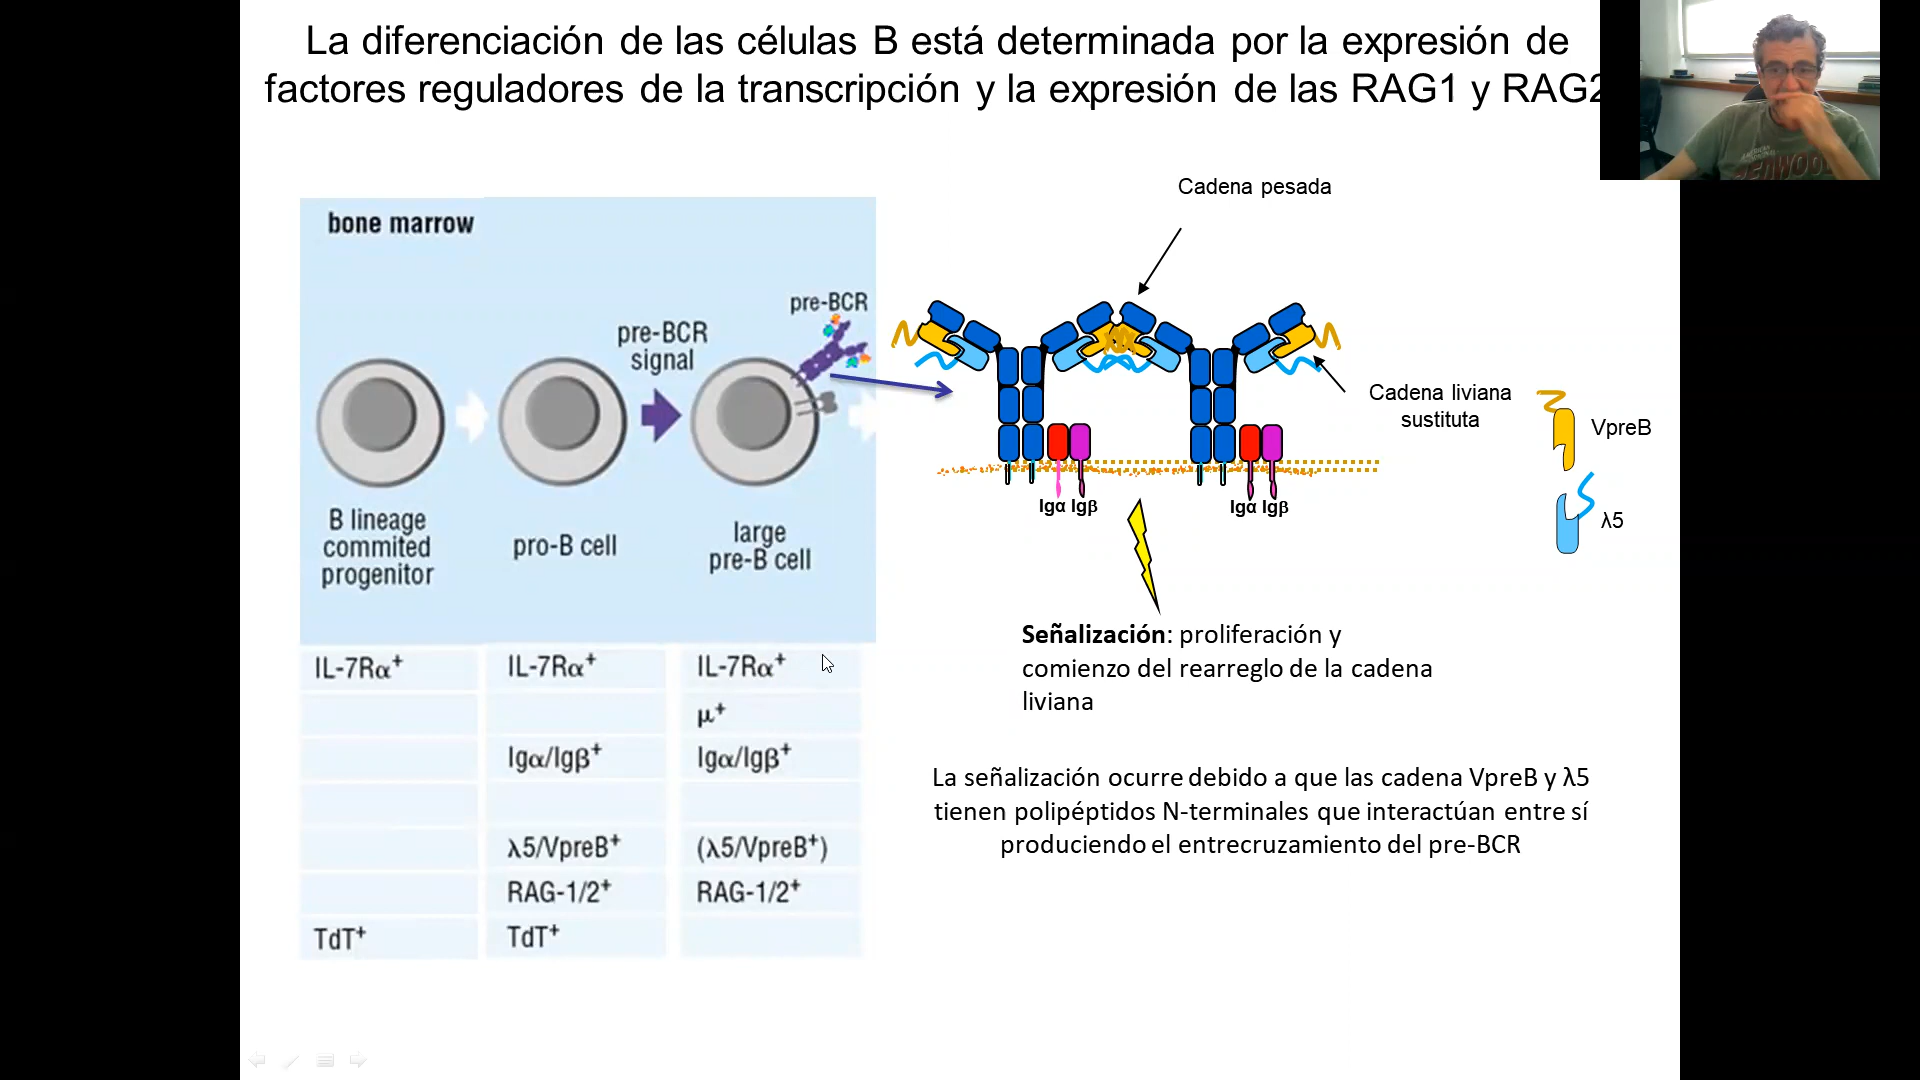 La diferenciación de las células B está determinada por la expresión de
factores reguladores de la transcripción y la expresión de las RAG1 y RAG2
AMERICAN
REDWOOD
bone marrow
pre-BCR
pre-BCR
signal
B lineage
commited
progenitor
pro-B cell
large
pre-B cell
IL-7Rα⁺ IL-7Rα⁺ IL-7Rα⁺
μ⁺
Igα/Igβ⁺ Igα/Igβ⁺
λ5/VpreB⁺ (λ5/VpreB⁺)
RAG-1/2⁺ RAG-1/2⁺
TdT⁺ TdT⁺
Cadena pesada
Cadena liviana
sustituta
VpreB
λ5
Igα Igβ
Igα Igβ
Señalización: proliferación y
comienzo del rearreglo de la cadena
liviana
La señalización ocurre debido a que las cadena VpreB y λ5
tienen polipéptidos N-terminales que interactúan entre sí
produciendo el entrecruzamiento del pre-BCR